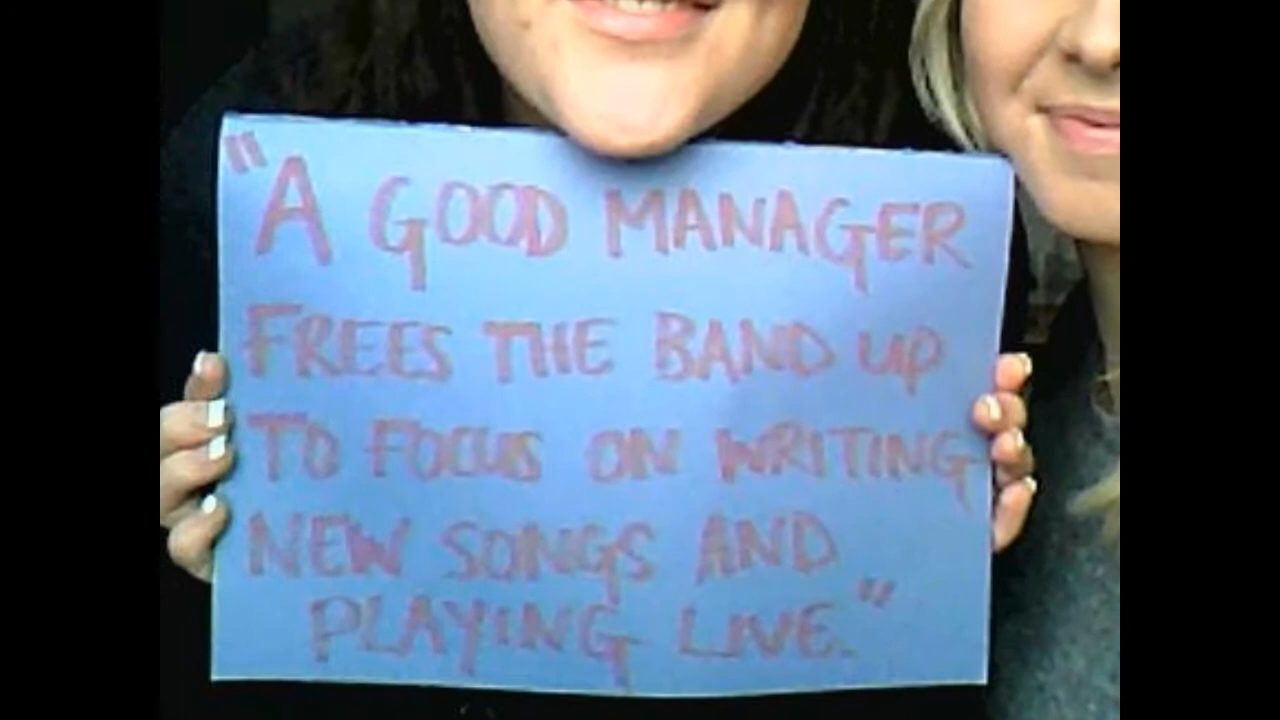 "A GOOD MANAGER
FREES THE BAND UP
TO FOCUS ON WRITING
NEW SONGS AND
PLAYING LIVE."